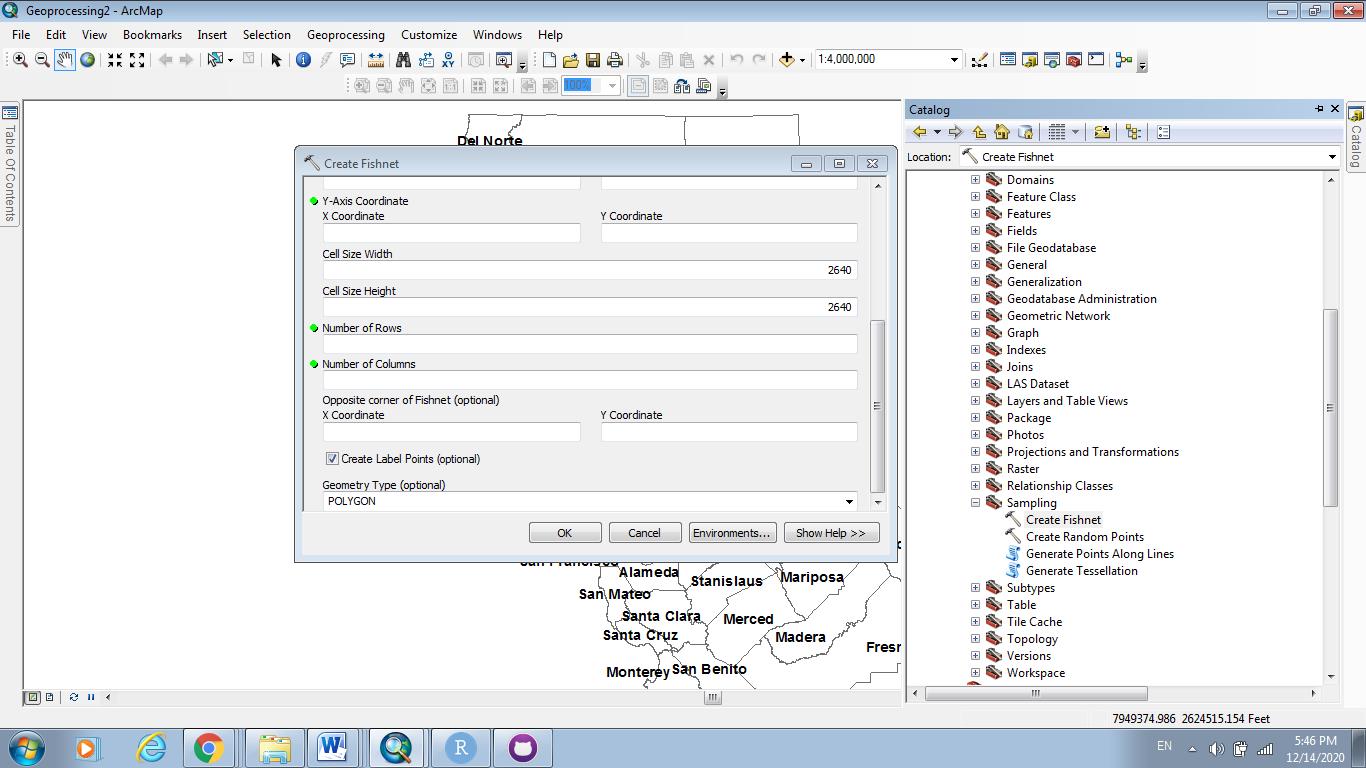 Geoprocessing2 - ArcMap
File Edit View Bookmarks Insert Selection Geoprocessing Customize Windows Help
1:4,000,000
100%
Table Of Contents
Del Norte
Create Fishnet
Y-Axis Coordinate
X Coordinate Y Coordinate
Cell Size Width
2640
Cell Size Height
2640
Number of Rows
Number of Columns
Opposite corner of Fishnet (optional)
X Coordinate Y Coordinate
Create Label Points (optional)
Geometry Type (optional)
POLYGON
OK Cancel Environments... Show Help >>
San Francisco
Alameda
Stanislaus
Mariposa
San Mateo
Santa Clara
Merced
Santa Cruz
Madera
Fresr
Monterey
San Benito
Catalog
Location: Create Fishnet
Domains
Feature Class
Features
Fields
File Geodatabase
General
Generalization
Geodatabase Administration
Geometric Network
Graph
Indexes
Joins
LAS Dataset
Layers and Table Views
Package
Photos
Projections and Transformations
Raster
Relationship Classes
Sampling
Create Fishnet
Create Random Points
Generate Points Along Lines
Generate Tessellation
Subtypes
Table
Tile Cache
Topology
Versions
Workspace
Catalog
7949374.986 2624515.154 Feet
EN
5:46 PM
12/14/2020